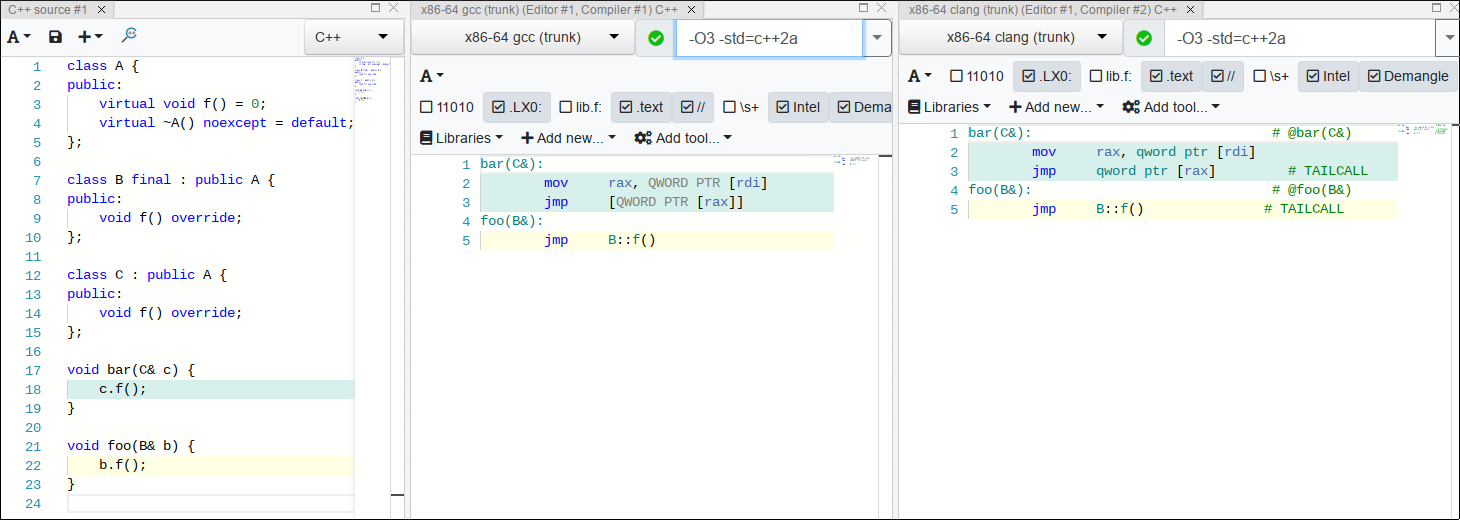 C++ source #1
A
C++
1 class A {
2 public:
3 virtual void f() = 0;
4 virtual ~A() noexcept = default;
5 };
6
7 class B final : public A {
8 public:
9 void f() override;
10 };
11
12 class C : public A {
13 public:
14 void f() override;
15 };
16
17 void bar(C& c) {
18 c.f();
19 }
20
21 void foo(B& b) {
22 b.f();
23 }
24
x86-64 gcc (trunk) (Editor #1, Compiler #1) C++
x86-64 gcc (trunk) -O3 -std=c++2a
A
11010 .LX0: lib.f: .text // \s+ Intel Dema
Libraries Add new... Add tool...
1 bar(C&):
2 mov rax, QWORD PTR [rdi]
3 jmp [QWORD PTR [rax]]
4 foo(B&):
5 jmp B::f()
x86-64 clang (trunk) (Editor #1, Compiler #2) C++
x86-64 clang (trunk) -O3 -std=c++2a
A 11010 .LX0: lib.f: .text // \s+ Intel Demangle
Libraries Add new... Add tool...
1 bar(C&): # @bar(C&)
2 mov rax, qword ptr [rdi]
3 jmp qword ptr [rax] # TAILCALL
4 foo(B&): # @foo(B&)
5 jmp B::f() # TAILCALL